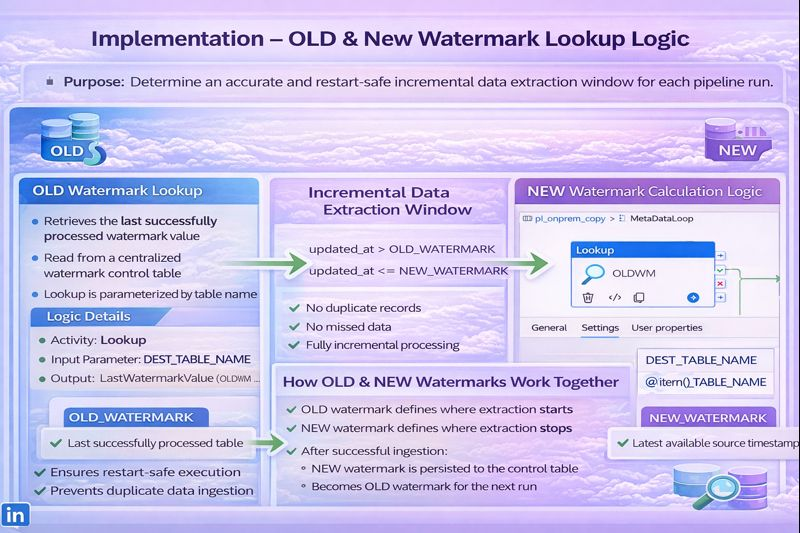 Implementation – OLD & New Watermark Lookup Logic
Purpose: Determine an accurate and restart-safe incremental data extraction window for each pipeline run.
OLD
NEW
OLD Watermark Lookup
Retrieves the last successfully
processed watermark value
Read from a centralized
watermark control table
Lookup is parameterized by table name
Logic Details
Activity: Lookup
Input Parameter: DEST_TABLE_NAME
Output: LastWatermarkValue (OLDWM ...
OLD_WATERMARK
Last successfully processed table
Ensures restart-safe execution
Prevents duplicate data ingestion
Incremental Data
Extraction Window
updated_at > OLD_WATERMARK
updated_at <= NEW_WATERMARK
No duplicate records
No missed data
Fully incremental processing
How OLD & NEW Watermarks Work Together
OLD watermark defines where extraction starts
NEW watermark defines where extraction stops
After successful ingestion:
NEW watermark is persisted to the control table
Becomes OLD watermark for the next run
NEW Watermark Calculation Logic
pl_onprem_copy > MetaDataLoop
Lookup
OLDWM
</>
General Settings User properties
DEST_TABLE_NAME
@itern()_TABLE_NAME
NEW_WATERMARK
Latest available source timestamp
in